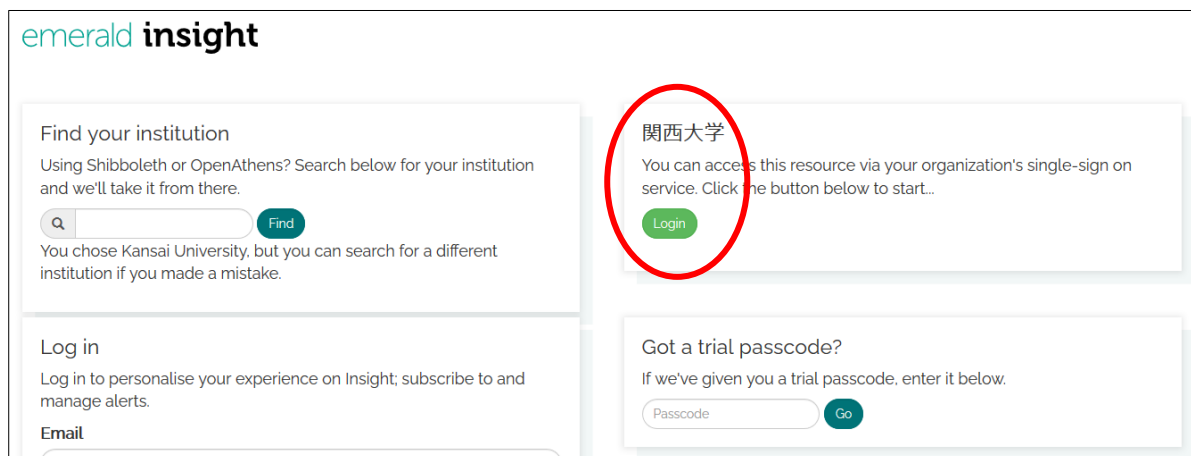 emerald insight
Find your institution
Using Shibboleth or OpenAthens? Search below for your institution
and we'll take it from there.
Find
You chose Kansai University, but you can search for a different
institution if you made a mistake.
関西大学
You can access this resource via your organization's single-sign on
service. Click the button below to start...
Login
Log in
Log in to personalise your experience on Insight; subscribe to and
manage alerts.
Email
Got a trial passcode?
If we've given you a trial passcode, enter it below.
Passcode
Go